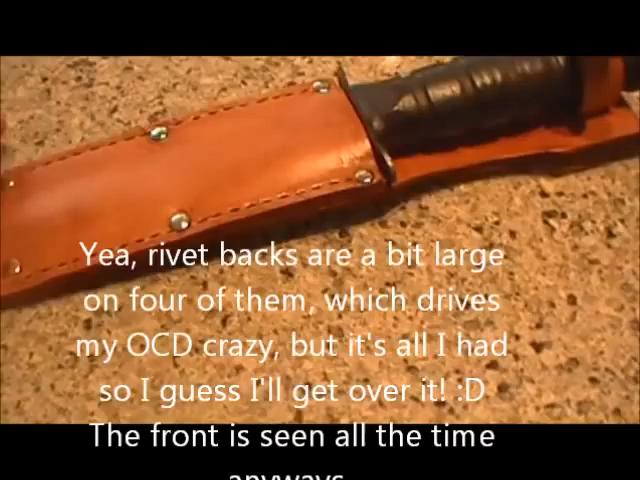 Yea, rivet backs are a bit large
on four of them, which drives
my OCD crazy, but it's all I had
so I guess I'll get over it! :D
The front is seen all the time
anyways